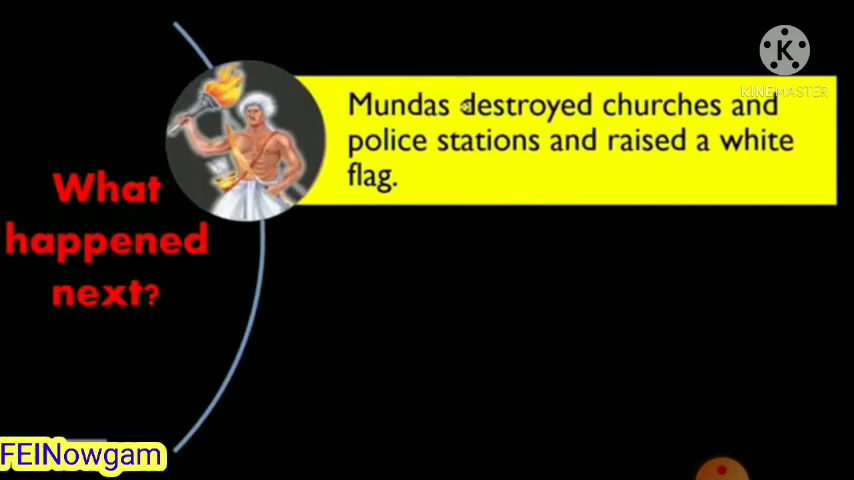 K
KINEMASTER
Mundas destroyed churches and
police stations and raised a white
flag.
What
happened
next?
FEINowgam